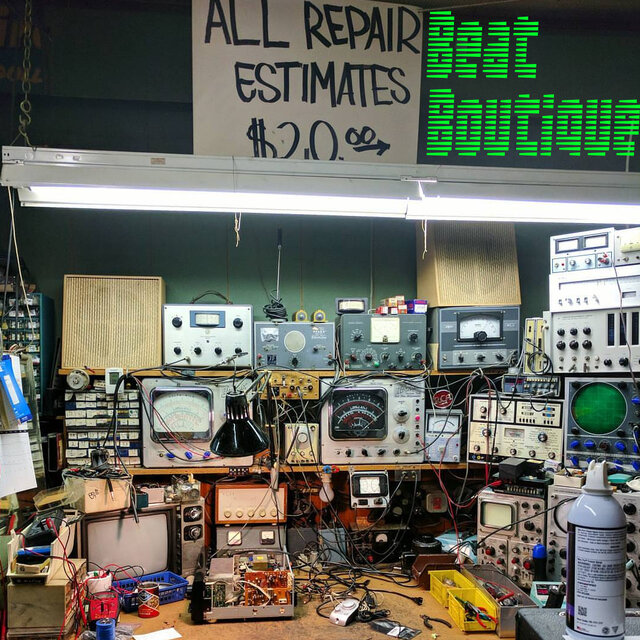 ALL REPAIR
ESTIMATES
$20.00
Beat
Boutique